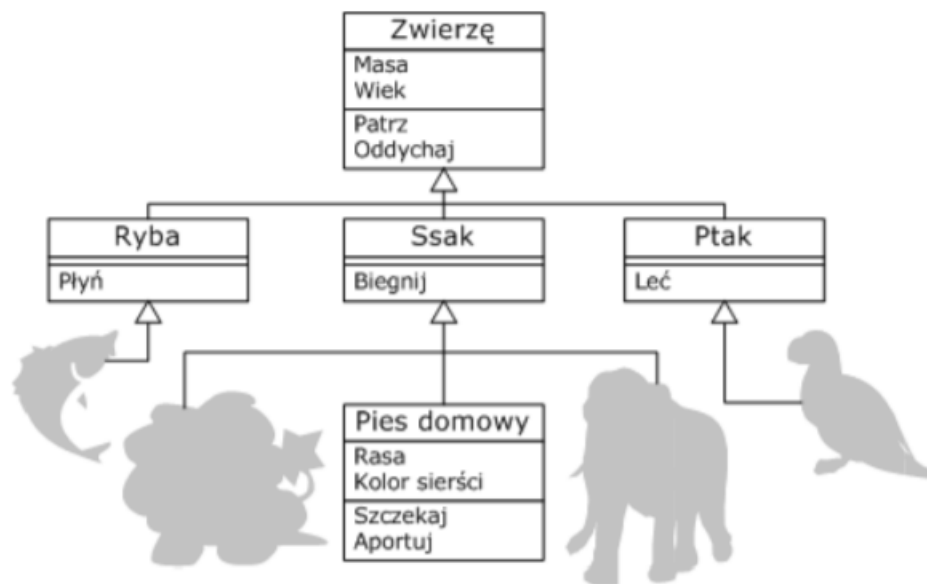 Zwierzę
Masa
Wiek
Patrz
Oddychaj
Ryba
Płyń
Ssak
Biegnij
Ptak
Leć
Pies domowy
Rasa
Kolor sierści
Szczekaj
Aportuj